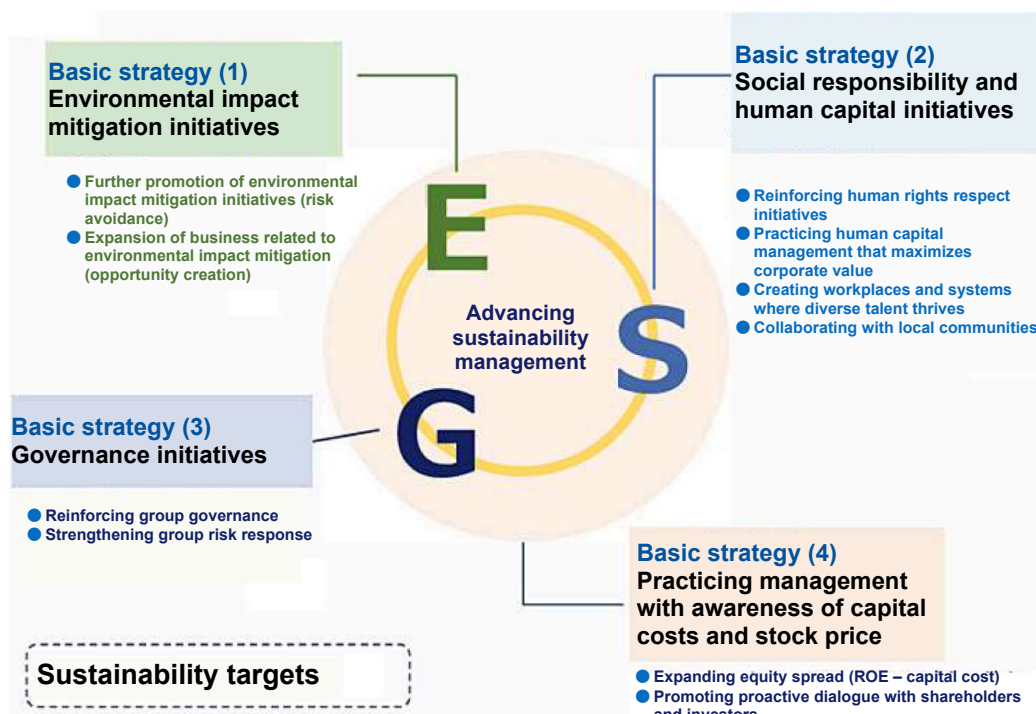 Basic strategy (1)
Environmental impact
mitigation initiatives
● Further promotion of environmental
impact mitigation initiatives (risk
avoidance)
● Expansion of business related to
environmental impact mitigation
(opportunity creation)
Basic strategy (2)
Social responsibility and
human capital initiatives
● Reinforcing human rights respect
initiatives
● Practicing human capital
management that maximizes
corporate value
● Creating workplaces and systems
where diverse talent thrives
● Collaborating with local communities
E
S
G
Advancing
sustainability
management
Basic strategy (3)
Governance initiatives
● Reinforcing group governance
● Strengthening group risk response
Basic strategy (4)
Practicing management
with awareness of capital
costs and stock price
● Expanding equity spread (ROE – capital cost)
● Promoting proactive dialogue with shareholders
and investors
Sustainability targets